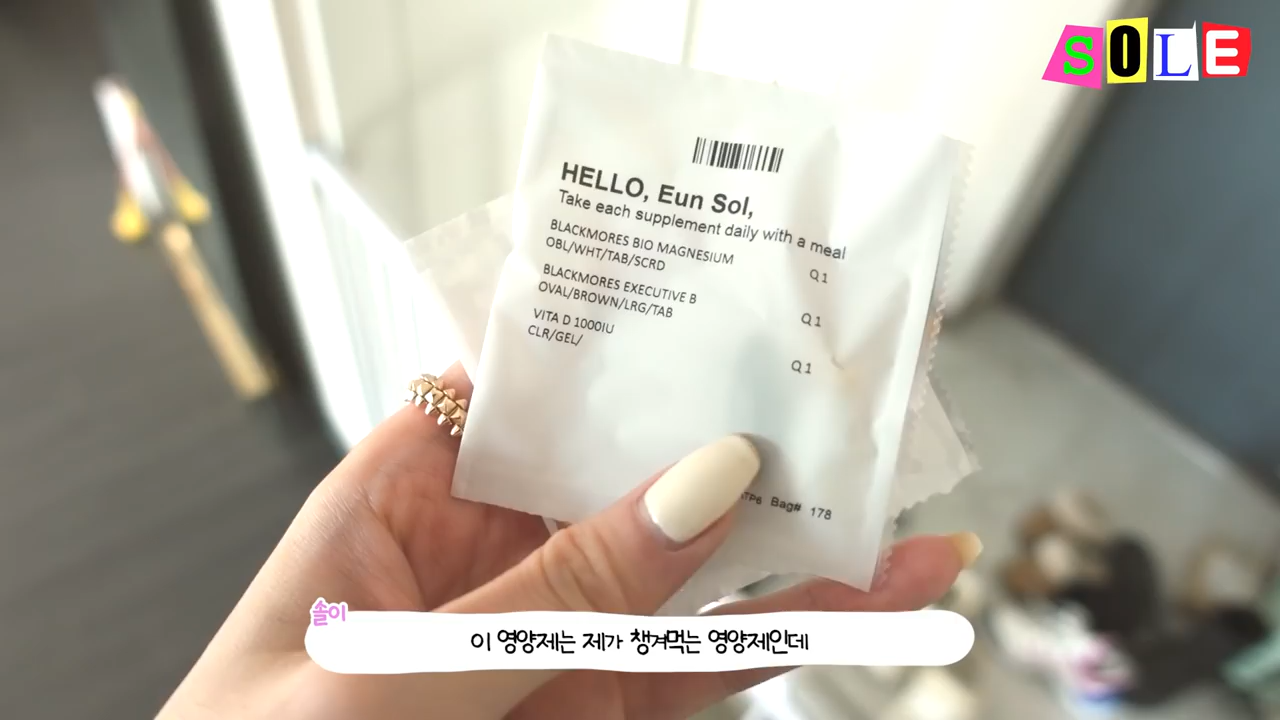 SOLE
HELLO, Eun Sol,
Take each supplement daily with a meal
BLACKMORES BIO MAGNESIUM
OBL/WHT/TAB/SCRD
Q1
BLACKMORES EXECUTIVE B
OVAL/BROWN/LRG/TAB
Q1
VITA D 1000IU
CLR/GEL/
Q1
Bag# 178
솔이
이 영양제는 제가 챙겨먹는 영양제인데